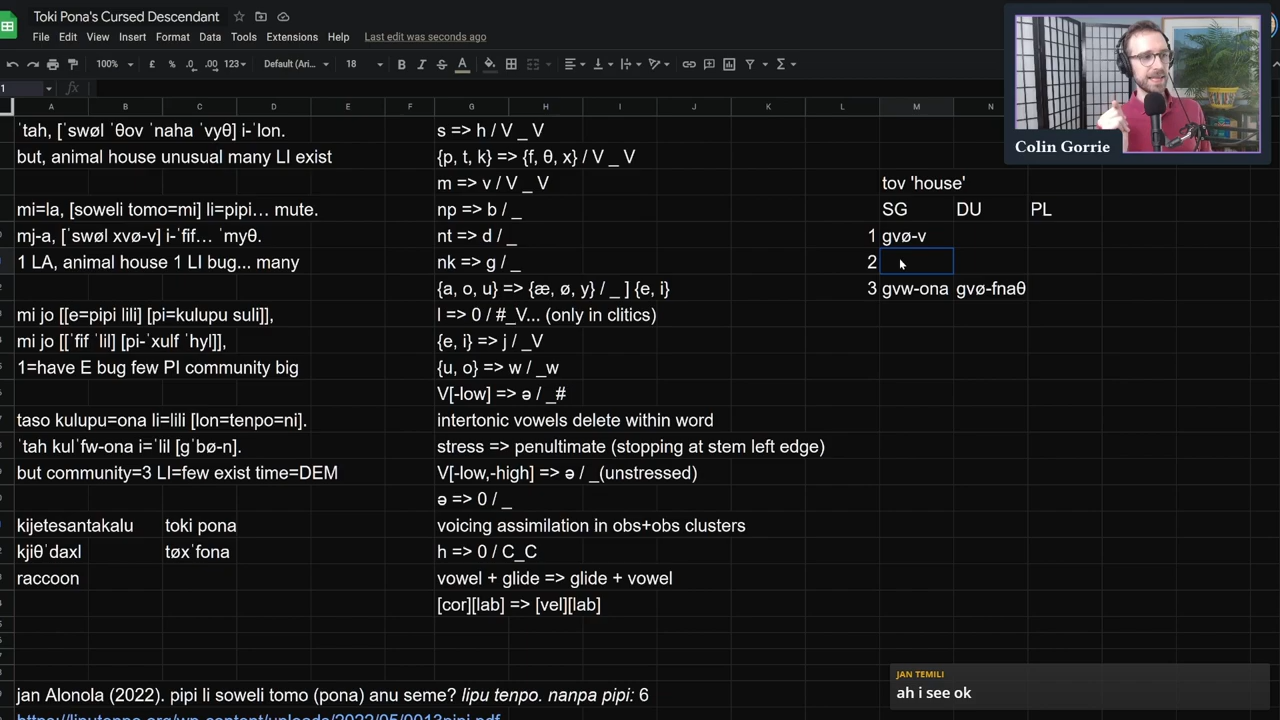 Toki Pona's Cursed Descendant
File Edit View Insert Format Data Tools Extensions Help Last edit was seconds ago
100% £ % .0 .00 123 Default (Ari... 18 B I S A
1 fx
A B C D E F G H I J K L M N
ˈtah, [ˈswøl ˈθov ˈnaha ˈvyθ] i-ˈlon. s => h / V _ V
but, animal house unusual many LI exist {p, t, k} => {f, θ, x} / V _ V
m => v / V _ V tov 'house'
mi=la, [soweli tomo=mi] li=pipi… mute. np => b / _ SG DU PL
mj-a, [ˈswøl xvø-v] i-ˈfif… ˈmyθ. nt => d / _ 1 gvø-v
1 LA, animal house 1 LI bug... many nk => g / _ 2
{a, o, u} => {æ, ø, y} / _ ] {e, i} 3 gvw-ona gvø-fnaθ
mi jo [[e=pipi lili] [pi=kulupu suli]], l => 0 / #_V... (only in clitics)
mi jo [[ˈfif ˈlil] [pi-ˈxulf ˈhyl]], {e, i} => j / _V
1=have E bug few PI community big {u, o} => w / _w
V[-low] => ə / _#
taso kulupu=ona li=lili [lon=tenpo=ni]. intertonic vowels delete within word
ˈtah kulˈfw-ona i=ˈlil [gˈbø-n]. stress => penultimate (stopping at stem left edge)
but community=3 LI=few exist time=DEM V[-low,-high] => ə / _(unstressed)
ə => 0 / _
kijetesantakalu toki pona voicing assimilation in obs+obs clusters
kjiθˈdaxl tøxˈfona h => 0 / C_C
raccoon vowel + glide => glide + vowel
[cor][lab] => [vel][lab]
jan Alonola (2022). pipi li soweli tomo (pona) anu seme? lipu tenpo. nanpa pipi: 6
Colin Gorrie
JAN TEMILI
ah i see ok